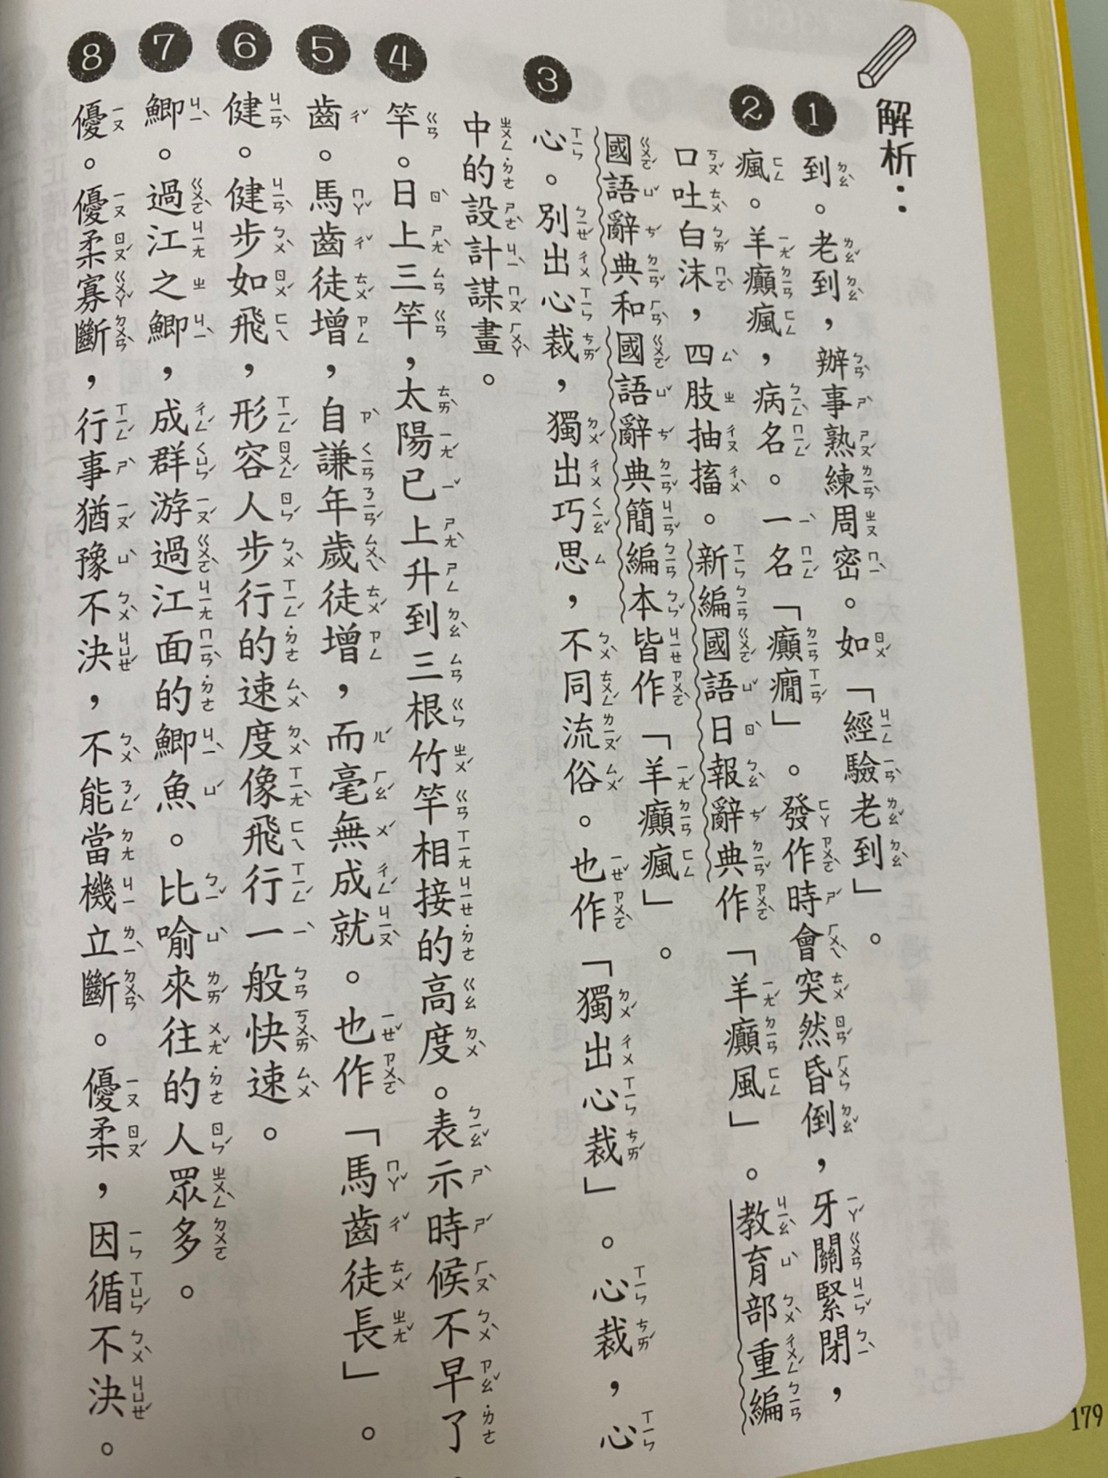 解析：
❶到。老到，辦事熟練周密。如「經驗老到」。
❷瘋。羊癲瘋，病名。一名「癲癇」。發作時會突然昏倒，牙關緊閉，
口吐白沫，四肢抽搐。新編國語日報辭典作「羊癲風」。教育部重編
國語辭典和國語辭典簡編本皆作「羊癲瘋」。
❸心。別出心裁，獨出巧思，不同流俗。也作「獨出心裁」。心裁，心
中的設計謀畫。
❹竿。日上三竿，太陽已上升到三根竹竿相接的高度。表示時候不早了。
❺齒。馬齒徒增，自謙年歲徒增，而毫無成就。也作「馬齒徒長」。
❻健。健步如飛，形容人步行的速度像飛行一般快速。
❼鯽。過江之鯽，成群游過江面的鯽魚。比喻來往的人眾多。
❽優。優柔寡斷，行事猶豫不決，不能當機立斷。優柔，因循不決。
179